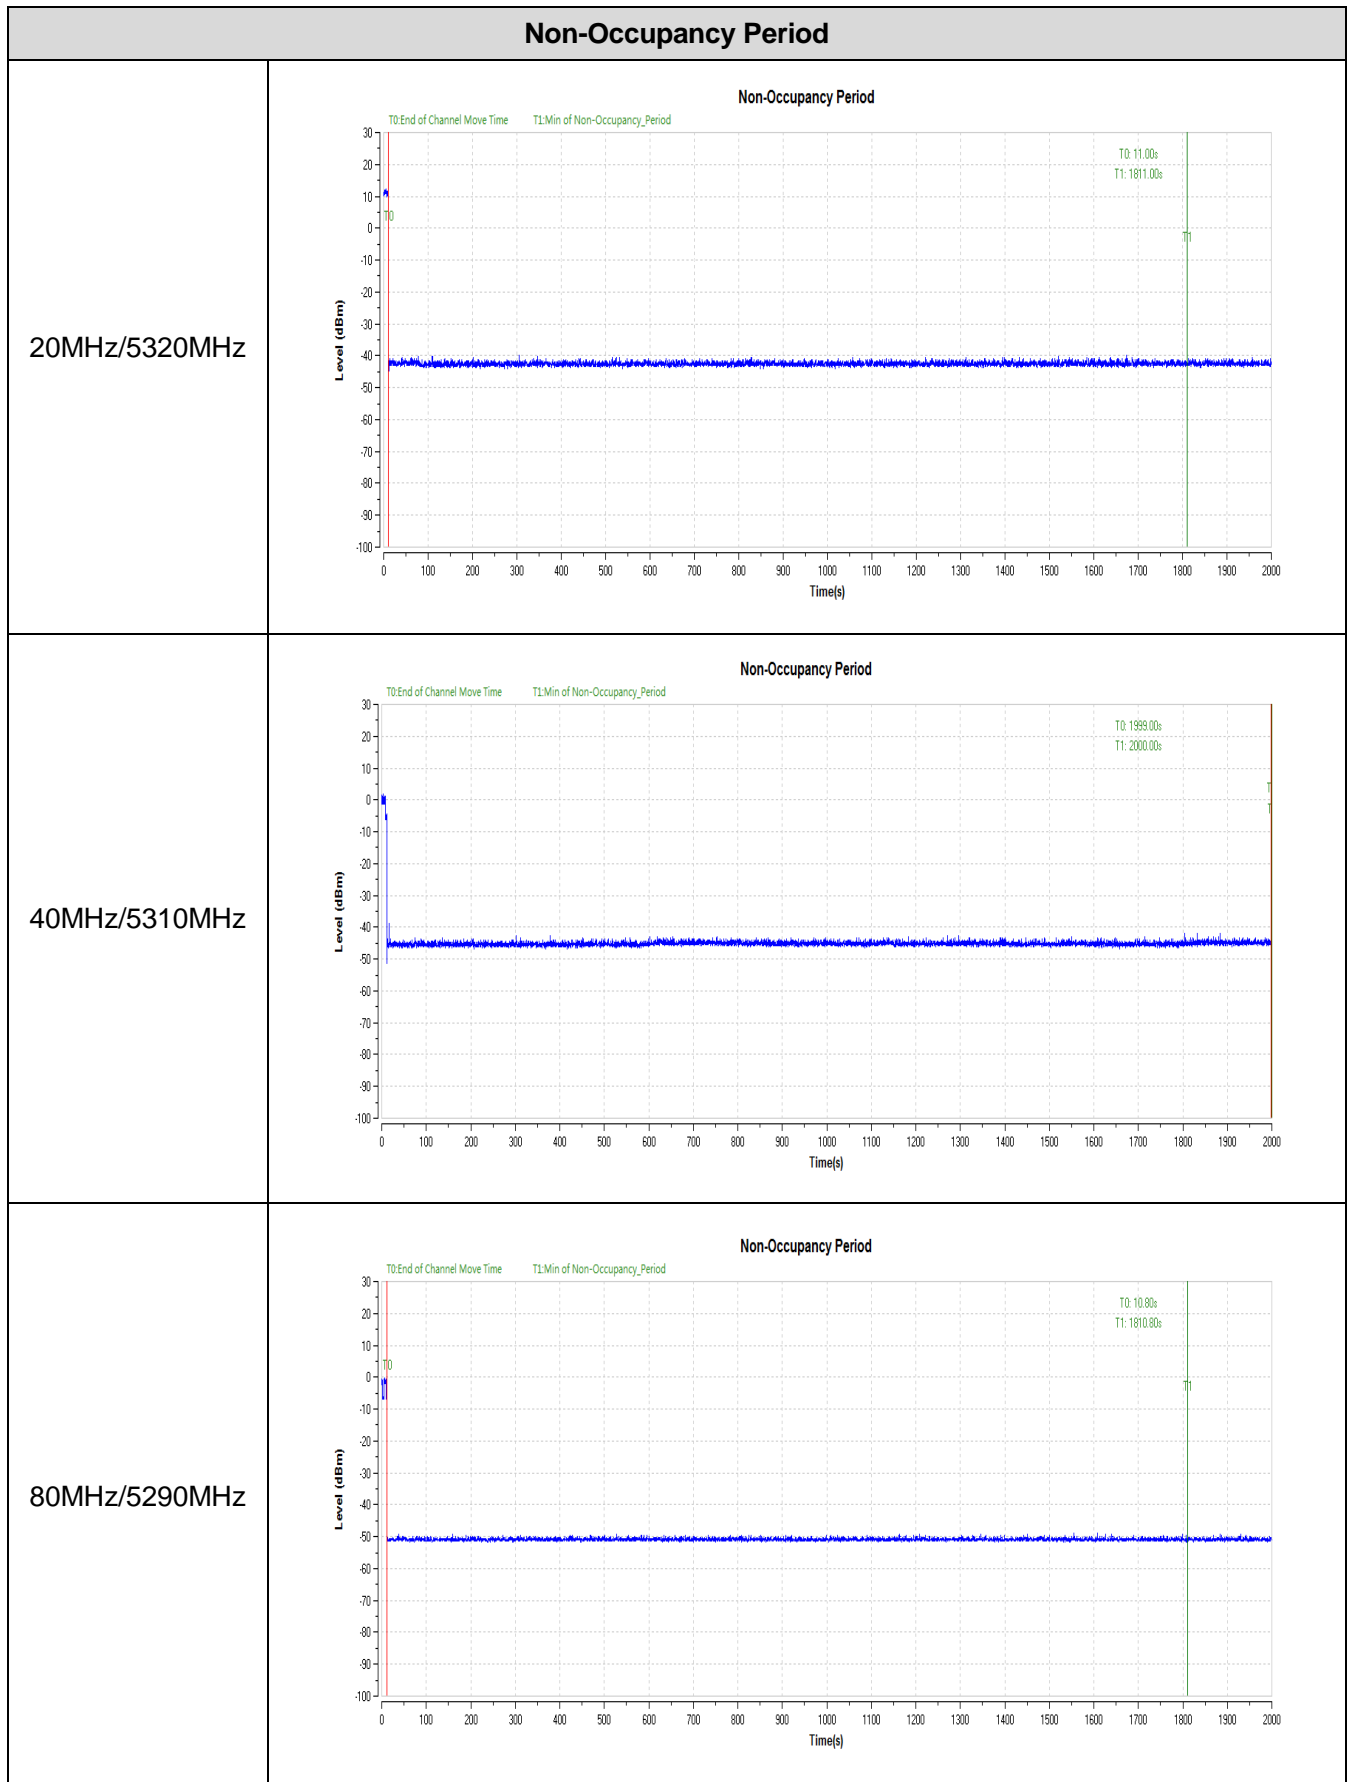 Non-Occupancy Period
20MHz/5320MHz
Non-Occupancy Period
T0:End of Channel Move Time T1:Min of Non-Occupancy_Period
T0: 11.00s
T1: 1811.00s
T0
T1
Level (dBm)
30
20
10
0
-10
-20
-30
-40
-50
-60
-70
-80
-90
-100
0 100 200 300 400 500 600 700 800 900 1000 1100 1200 1300 1400 1500 1600 1700 1800 1900 2000
Time(s)
40MHz/5310MHz
Non-Occupancy Period
T0:End of Channel Move Time T1:Min of Non-Occupancy_Period
T0: 1999.00s
T1: 2000.00s
T
T
Level (dBm)
30
20
10
0
-10
-20
-30
-40
-50
-60
-70
-80
-90
-100
0 100 200 300 400 500 600 700 800 900 1000 1100 1200 1300 1400 1500 1600 1700 1800 1900 2000
Time(s)
80MHz/5290MHz
Non-Occupancy Period
T0:End of Channel Move Time T1:Min of Non-Occupancy_Period
T0: 10.80s
T1: 1810.80s
T0
T1
Level (dBm)
30
20
10
0
-10
-20
-30
-40
-50
-60
-70
-80
-90
-100
0 100 200 300 400 500 600 700 800 900 1000 1100 1200 1300 1400 1500 1600 1700 1800 1900 2000
Time(s)